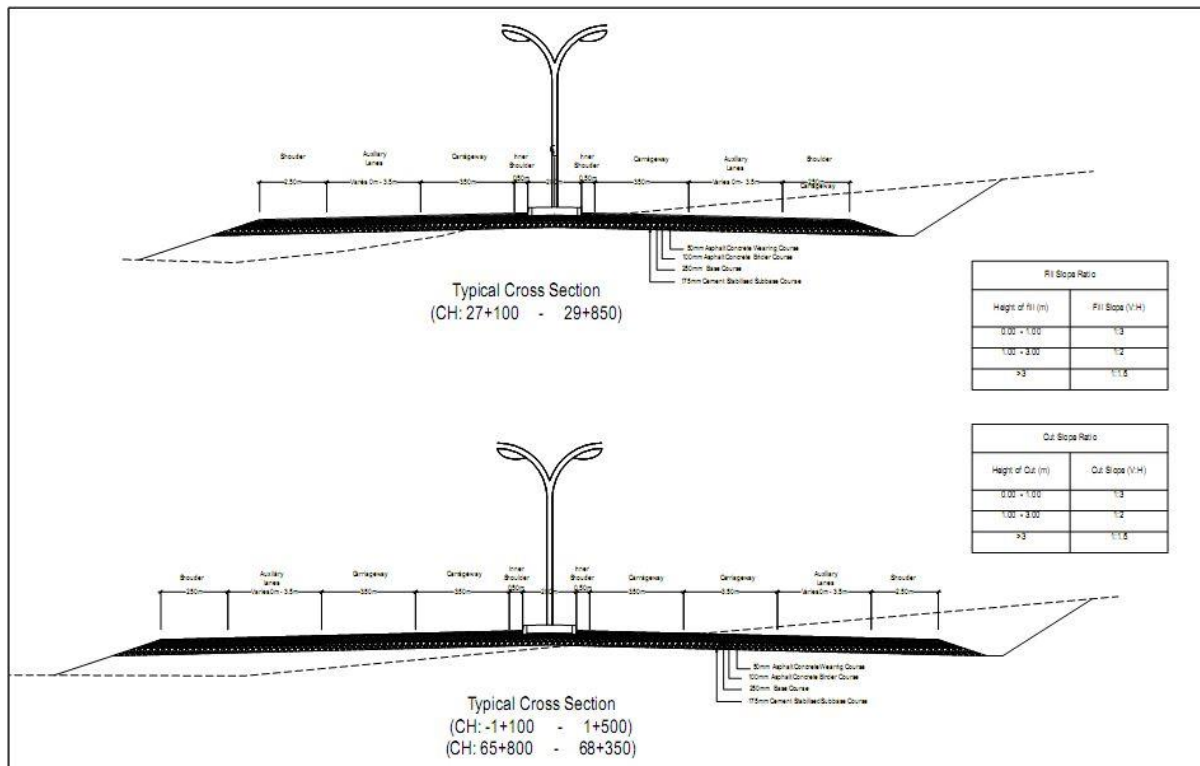 Shouder
Auxiliary
Lanes
Carriageway
Inner
Shoulder
Inner
Shoulder
Carriageway
Auxiliary
Lanes
Shoulder
2.50m
Varies 0m - 3.5m
3.50m
0.50m
0.50m
3.50m
Varies 0m - 3.5m
2.50m
Carriageway
50mm Asphalt Concrete Wearing Course
100mm Asphalt Concrete Binder Course
250mm Base Course
175mm Cement Stabilised Subbase Course
Typical Cross Section
(CH: 27+100 - 29+850)
Fill Slope Ratio
Height of fill (m) Fill Slope (V:H)
0.00 - 1.00 1:3
1.00 - 3.00 1:2
>3 1:1.5
Cut Slope Ratio
Height of Cut (m) Cut Slope (V:H)
0.00 - 1.00 1:3
1.00 - 3.00 1:2
>3 1:1.5
Shoulder
Auxiliary
Lanes
Carriageway
Carriageway
Inner
Shoulder
Inner
Shoulder
Carriageway
Carriageway
Auxiliary
Lanes
Shoulder
2.50m
Varies 0m - 3.5m
3.50m
3.50m
0.50m
0.50m
3.50m
3.50m
Varies 0m - 3.5m
2.50m
50mm Asphalt Concrete Wearing Course
100mm Asphalt Concrete Binder Course
250mm Base Course
175mm Cement Stabilised Subbase Course
Typical Cross Section
(CH: -1+100 - 1+500)
(CH: 65+800 - 68+350)